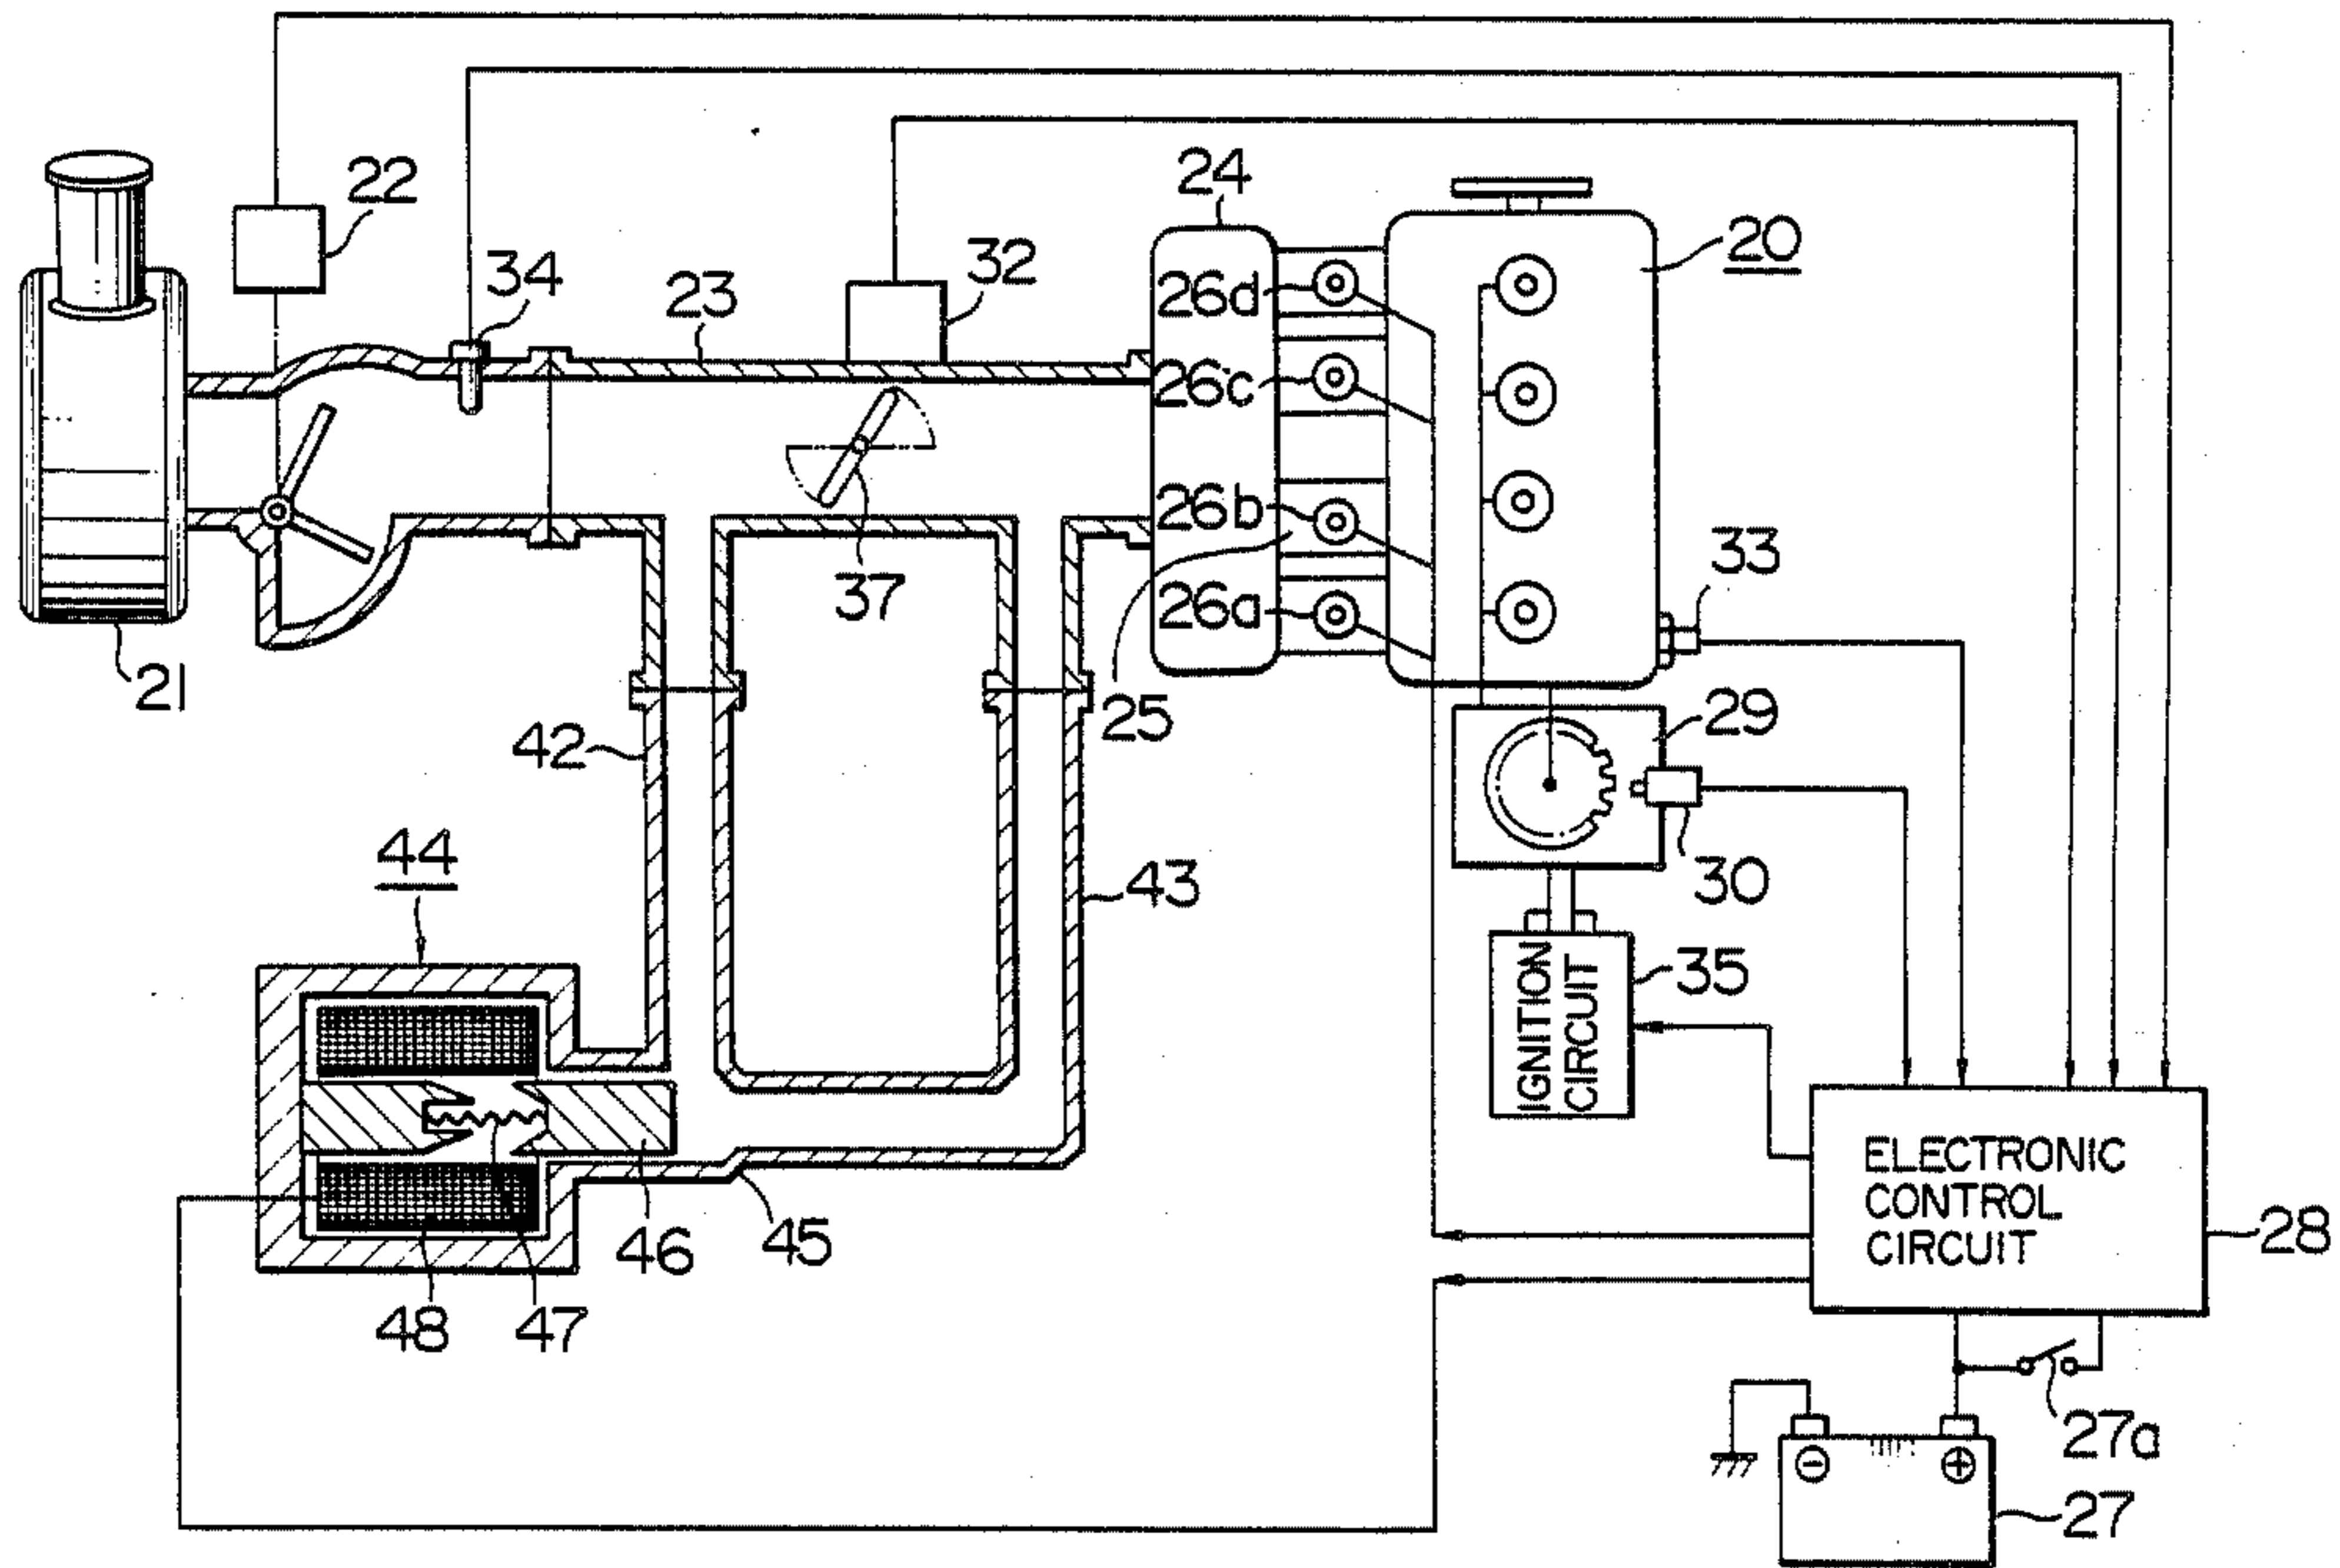 22
24
20
34
23
32
26d
26c
26b
26a
37
33
21
25
42
29
44
43
30
35
IGNITION
CIRCUIT
ELECTRONIC
CONTROL
CIRCUIT
28
46
45
48
47
27a
⊖
⊕
27